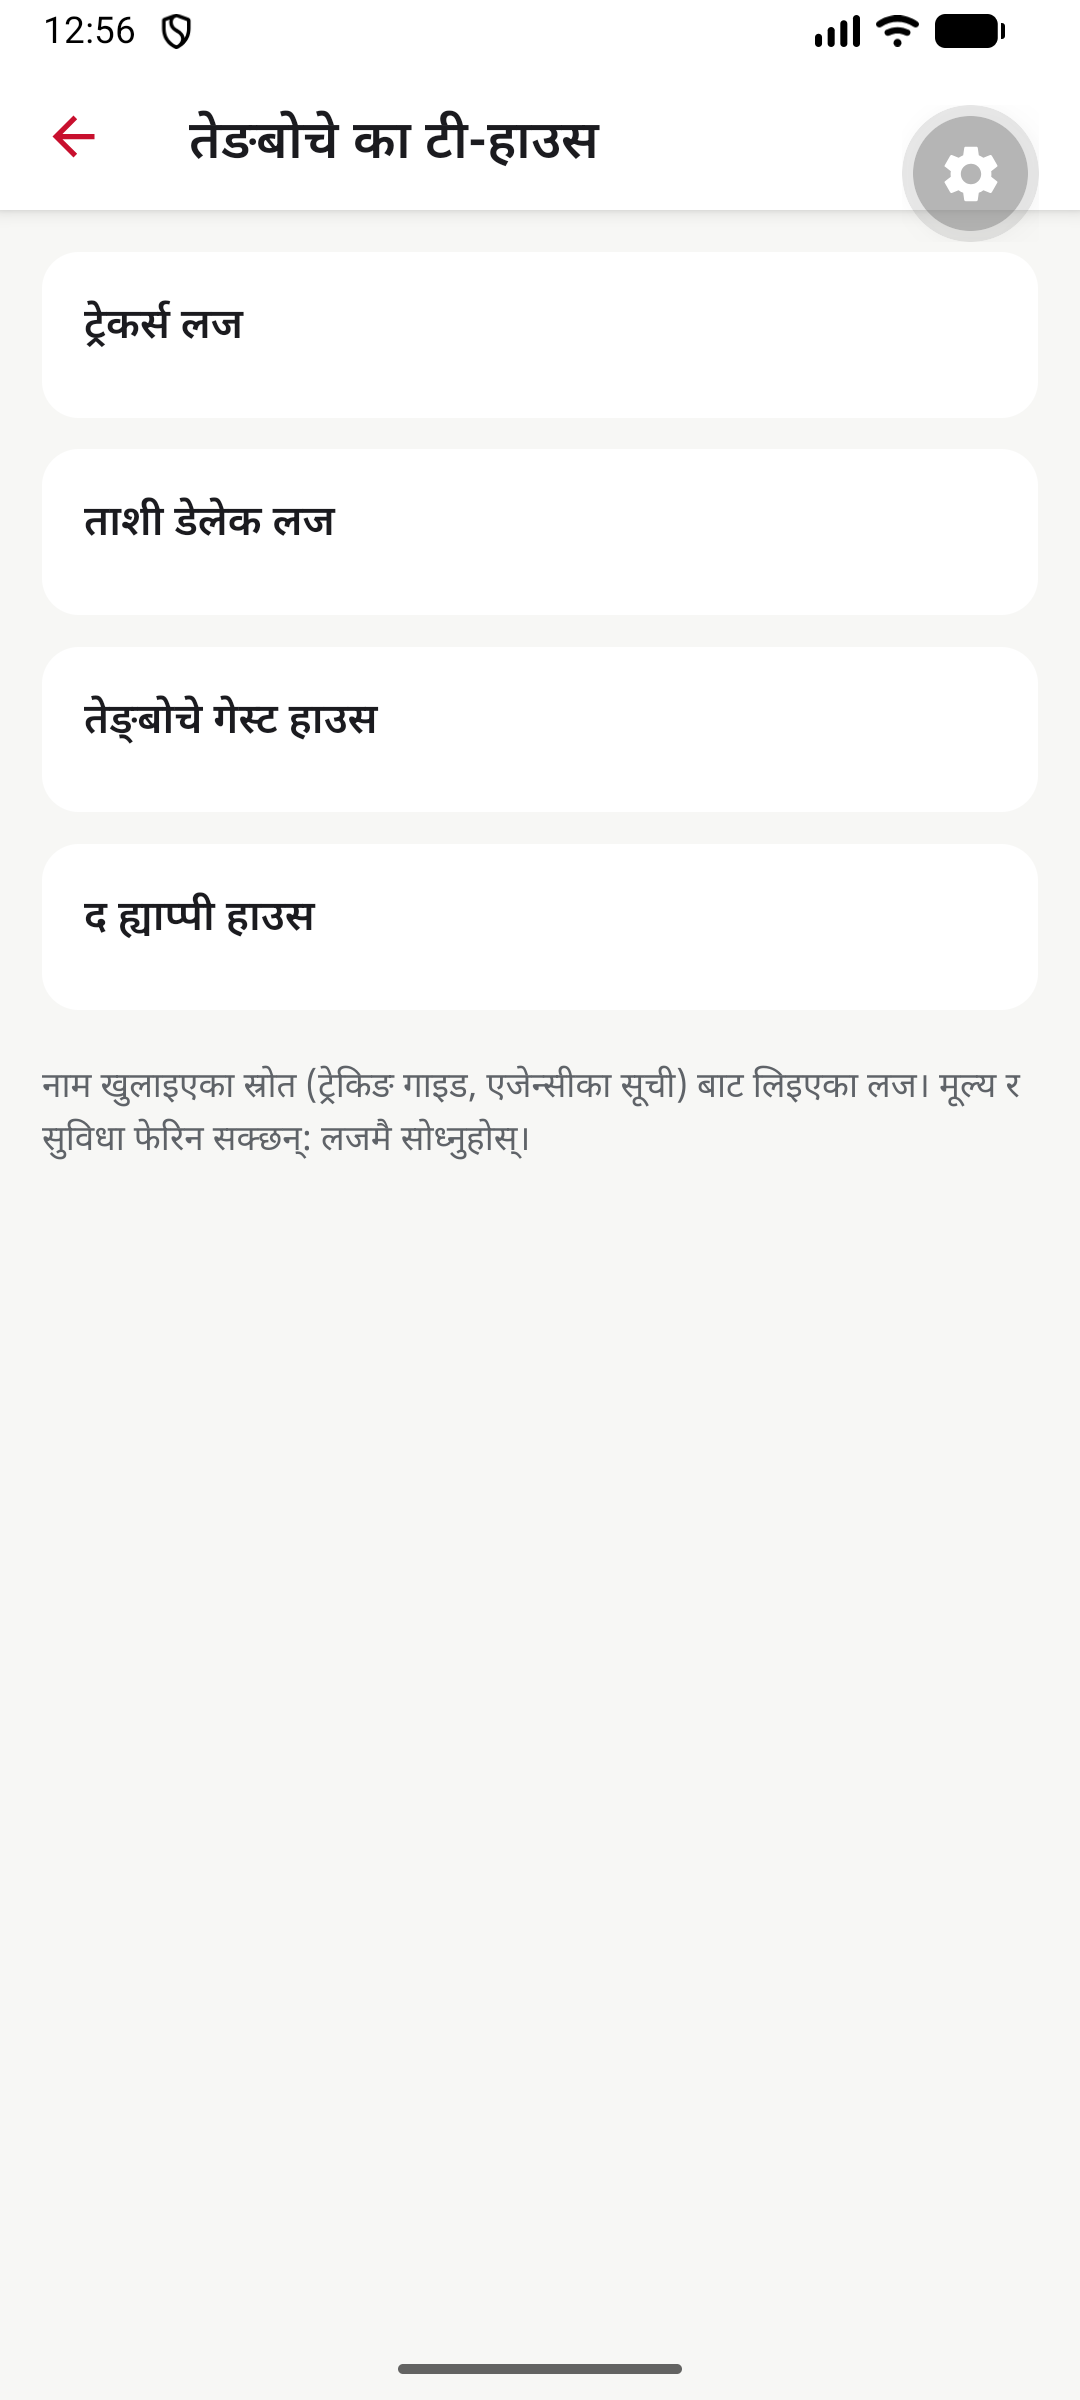 12:56
तेङबोचे का टी-हाउस
ट्रेकर्स लज
ताशी डेलेक लज
तेङ्बोचे गेस्ट हाउस
द ह्याप्पी हाउस
नाम खुलाइएका स्रोत (ट्रेकिङ गाइड, एजेन्सीका सूची) बाट लिइएका लज। मूल्य र
सुविधा फेरिन सक्छन्: लजमै सोध्नुहोस्।